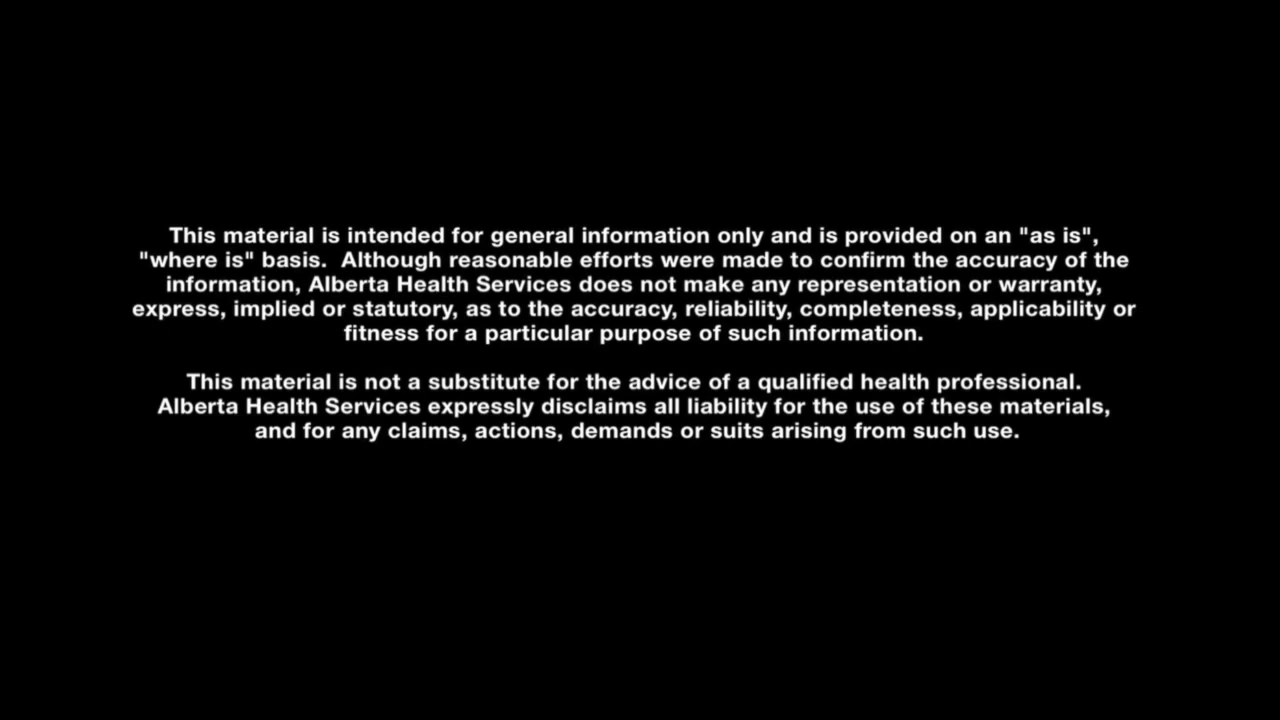 This material is intended for general information only and is provided on an "as is",
"where is" basis.  Although reasonable efforts were made to confirm the accuracy of the
information, Alberta Health Services does not make any representation or warranty,
express, implied or statutory, as to the accuracy, reliability, completeness, applicability or
fitness for a particular purpose of such information.
This material is not a substitute for the advice of a qualified health professional.
Alberta Health Services expressly disclaims all liability for the use of these materials,
and for any claims, actions, demands or suits arising from such use.